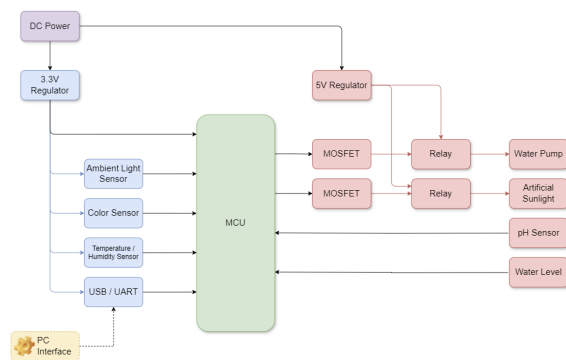 DC Power
3.3V
Regulator
5V Regulator
Ambient Light
Sensor
Color Sensor
Temperature /
Humidity Sensor
USB / UART
PC
Interface
MCU
MOSFET
Relay
Water Pump
MOSFET
Relay
Artificial
Sunlight
pH Sensor
Water Level